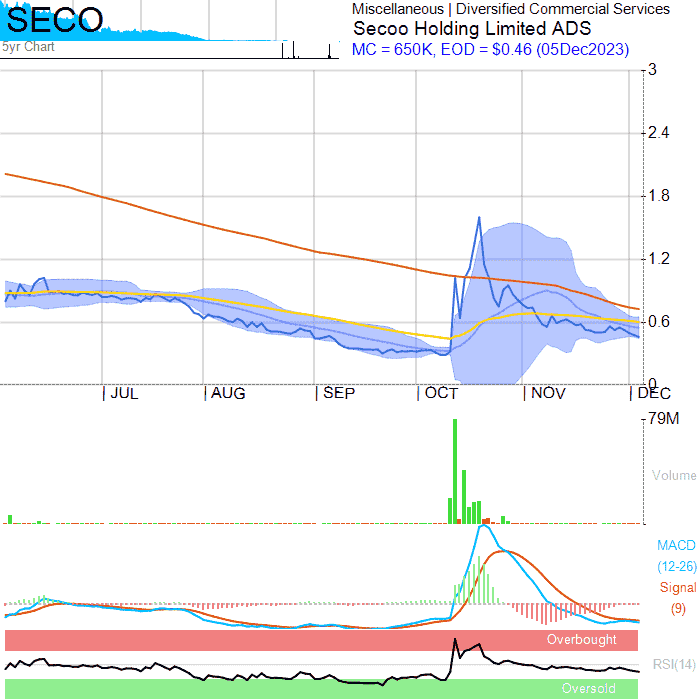 SECO
5yr Chart
Miscellaneous | Diversified Commercial Services
Secoo Holding Limited ADS
MC = 650K, EOD = $0.46 (05Dec2023)
3
2.4
1.8
1.2
0.6
0
JUL AUG SEP OCT NOV DEC
79M
Volume
MACD
(12-26)
Signal
(9)
Overbought
RSI(14)
Oversold